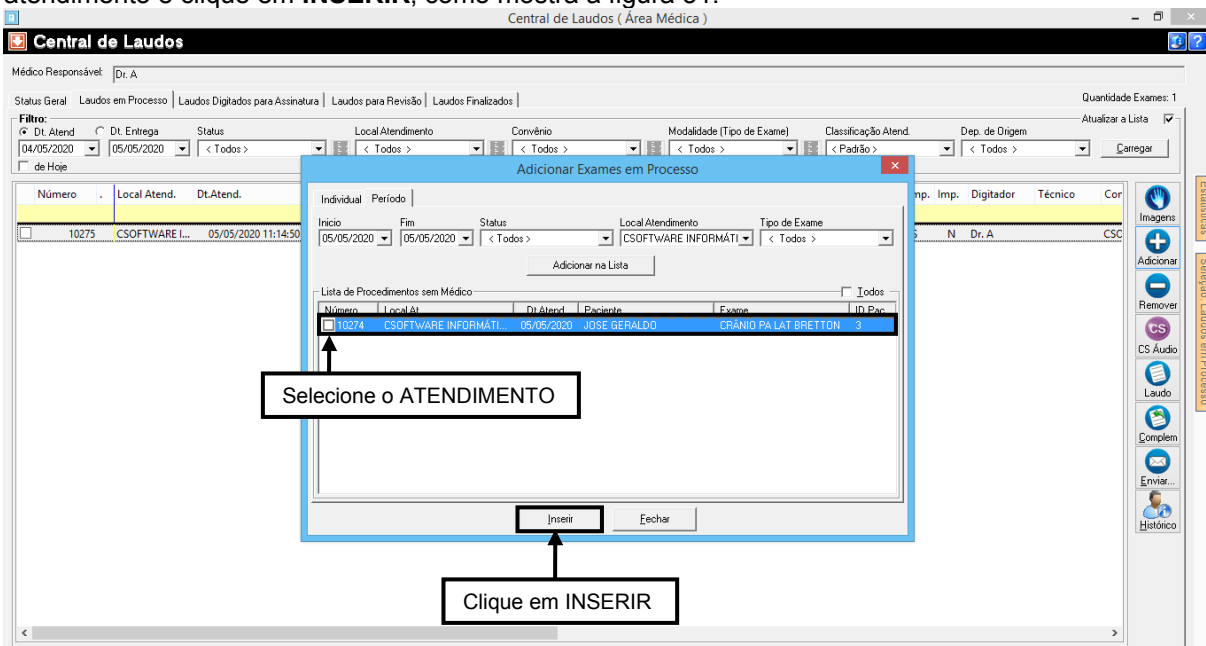 Central de Laudos ( Área Médica )
Central de Laudos
Médico Responsável: Dr. A
Status Geral Laudos em Processo Laudos Digitados para Assinatura Laudos para Revisão Laudos Finalizados Quantidade Exames: 1
Filtro: Atualizar a Lista
Dt. Atend Dt. Entrega Status Local Atendimento Convênio Modalidade (Tipo de Exame) Classificação Atend. Dep. de Origem
04/05/2020 05/05/2020 < Todos > < Todos > < Todos > < Todos > < Padrão > < Todos > Carregar
de Hoje
Adicionar Exames em Processo
Número . Local Atend. Dt.Atend. mp. Imp. Digitador Técnico Cor
10275 CSOFTWARE I... 05/05/2020 11:14:50 N Dr. A CSC
Individual Período
Inicio Fim Status Local Atendimento Tipo de Exame
05/05/2020 05/05/2020 < Todos > CSOFTWARE INFORMÁTI < Todos >
Adicionar na Lista
Lista de Procedimentos sem Médico Todos
Número Local At Dt.Atend Paciente Exame ID Pac
10274 CSOFTWARE INFORMÁTI... 05/05/2020 JOSE GERALDO CRÂNIO PA LAT BRETTON 3
Selecione o ATENDIMENTO
Inserir Fechar
Clique em INSERIR
Imagens
Adicionar
Remover
CS
CS Áudio
Laudo
Complem
Enviar...
Histórico